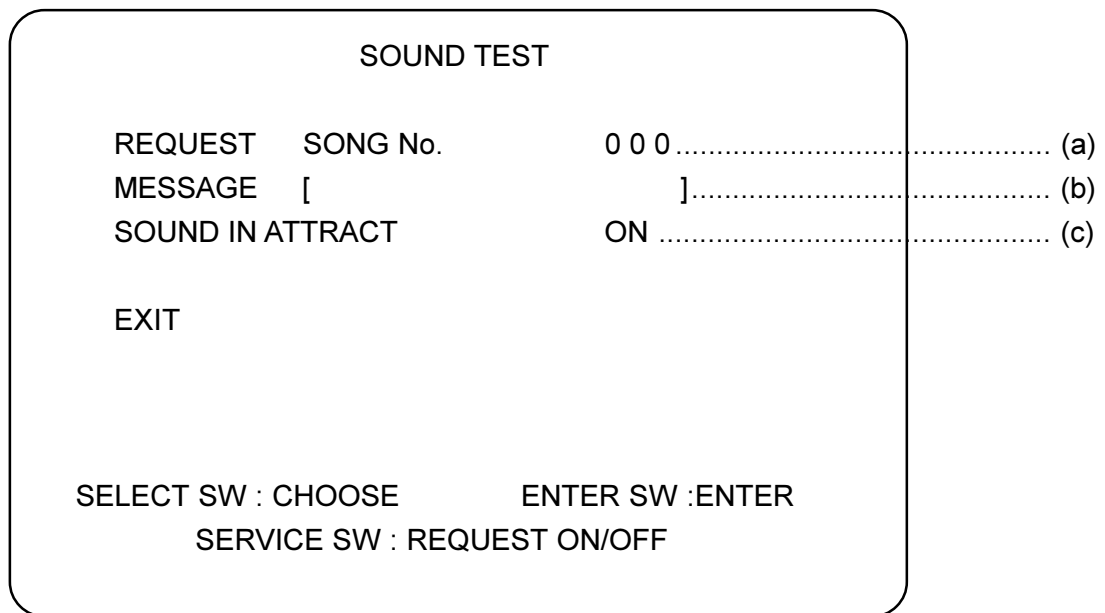 SOUND TEST
REQUEST SONG No. 0 0 0 ............................................. (a)
MESSAGE [ ] ............................................ (b)
SOUND IN ATTRACT ON ................................................ (c)
EXIT
SELECT SW : CHOOSE ENTER SW :ENTER
SERVICE SW : REQUEST ON/OFF